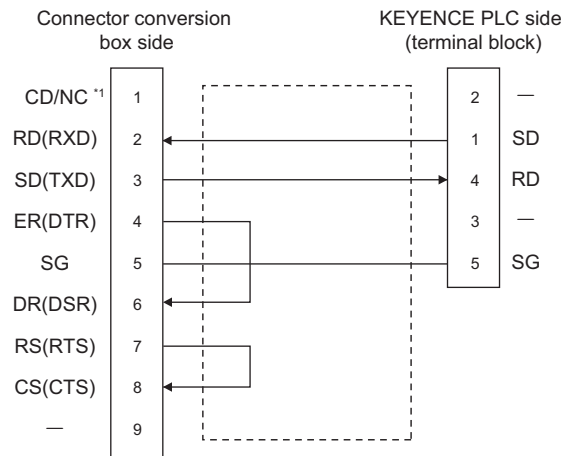 Connector conversion
box side
KEYENCE PLC side
(terminal block)
CD/NC *1 1 2 —
RD(RXD) 2 1 SD
SD(TXD) 3 4 RD
ER(DTR) 4 3 —
SG 5 5 SG
DR(DSR) 6
RS(RTS) 7
CS(CTS) 8
— 9